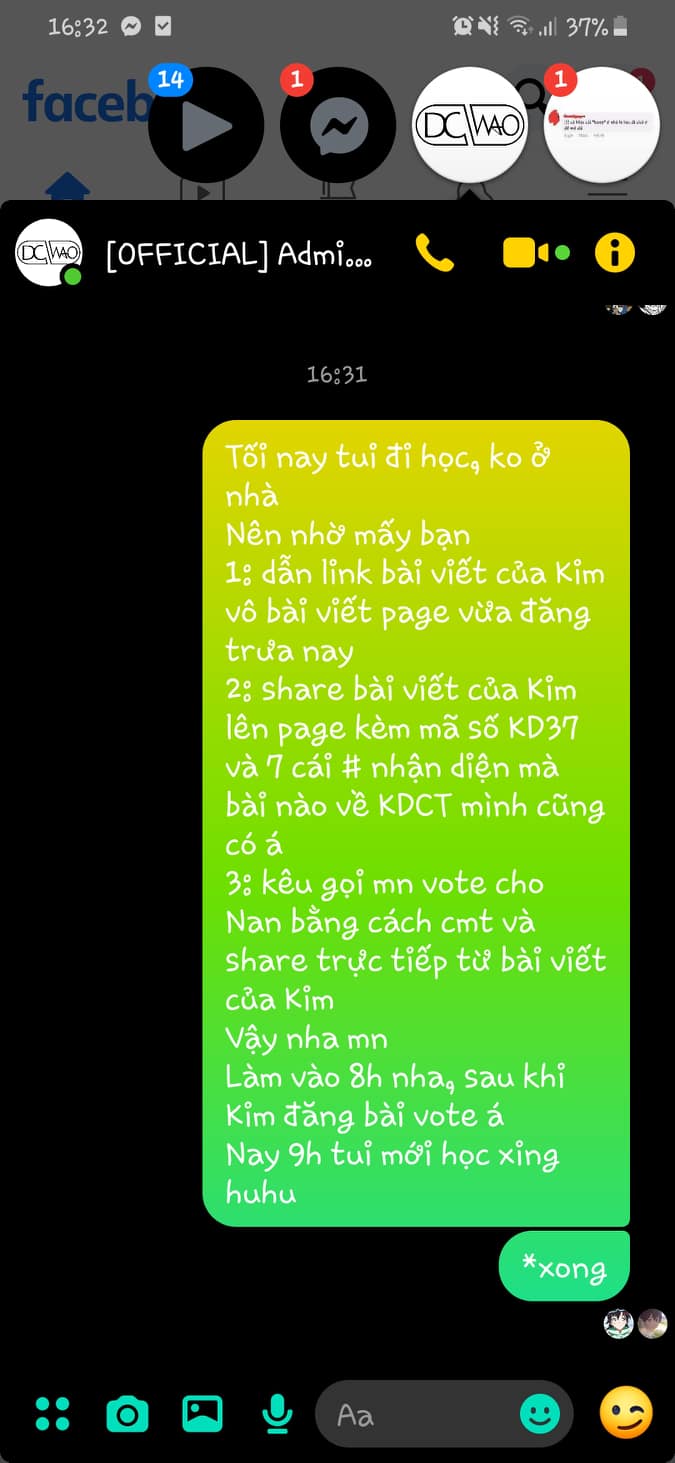 16:32
37%
faceb
14
1
DC WAO
1
DC WAO
[OFFICIAL] Admi...
16:31
Tối nay tui đi học, ko ở
nhà
Nên nhờ mấy bạn
1: dẫn link bài viết của Kim
vô bài viết page vừa đăng
trưa nay
2: share bài viết của Kim
lên page kèm mã số KD37
và 7 cái # nhận diện mà
bài nào về KDCT mình cũng
có á
3: kêu gọi mn vote cho
Nan bằng cách cmt và
share trực tiếp từ bài viết
của Kim
Vậy nha mn
Làm vào 8h nha, sau khi
Kim đăng bài vote á
Nay 9h tui mới học xing
huhu
*xong
Aa